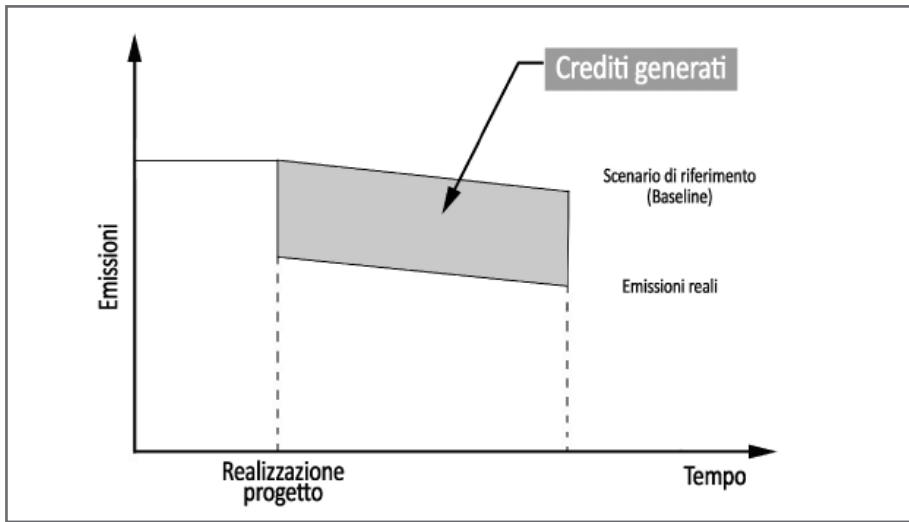 Crediti generati
Scenario di riferimento
(Baseline)
Emissioni
Emissioni reali
Realizzazione
progetto
Tempo